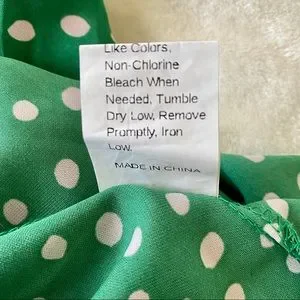 Like Colors,
Non-Chlorine
Bleach When
Needed, Tumble
Dry Low, Remove
Promptly, Iron
Low.
MADE IN CHINA